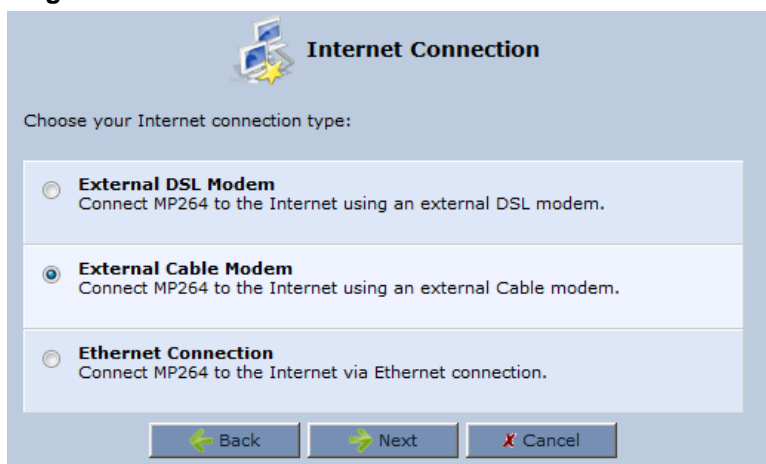 Internet Connection
Choose your Internet connection type:
External DSL Modem
Connect MP264 to the Internet using an external DSL modem.
External Cable Modem
Connect MP264 to the Internet using an external Cable modem.
Ethernet Connection
Connect MP264 to the Internet via Ethernet connection.
Back
Next
Cancel